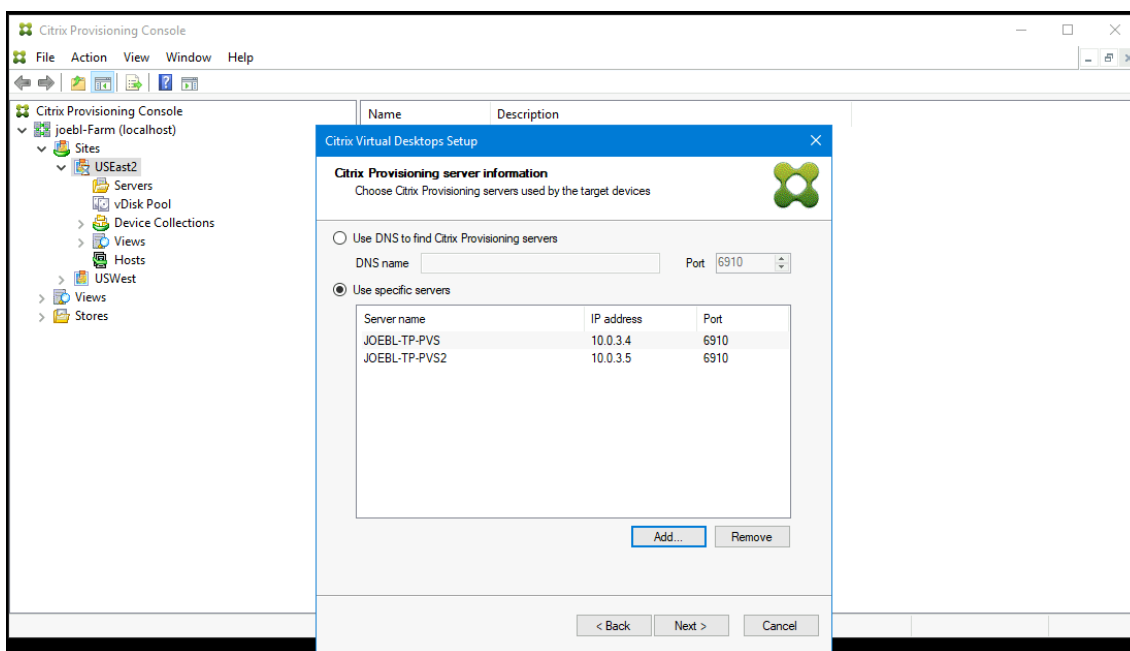 Citrix Provisioning Console
File Action View Window Help
Citrix Provisioning Console
joebl-Farm (localhost)
Sites
USEast2
Servers
vDisk Pool
Device Collections
Views
Hosts
USWest
Views
Stores
Name Description
Citrix Virtual Desktops Setup
Citrix Provisioning server information
Choose Citrix Provisioning servers used by the target devices
Use DNS to find Citrix Provisioning servers
DNS name Port 6910
Use specific servers
Server name IP address Port
JOEBL-TP-PVS 10.0.3.4 6910
JOEBL-TP-PVS2 10.0.3.5 6910
Add... Remove
< Back Next > Cancel